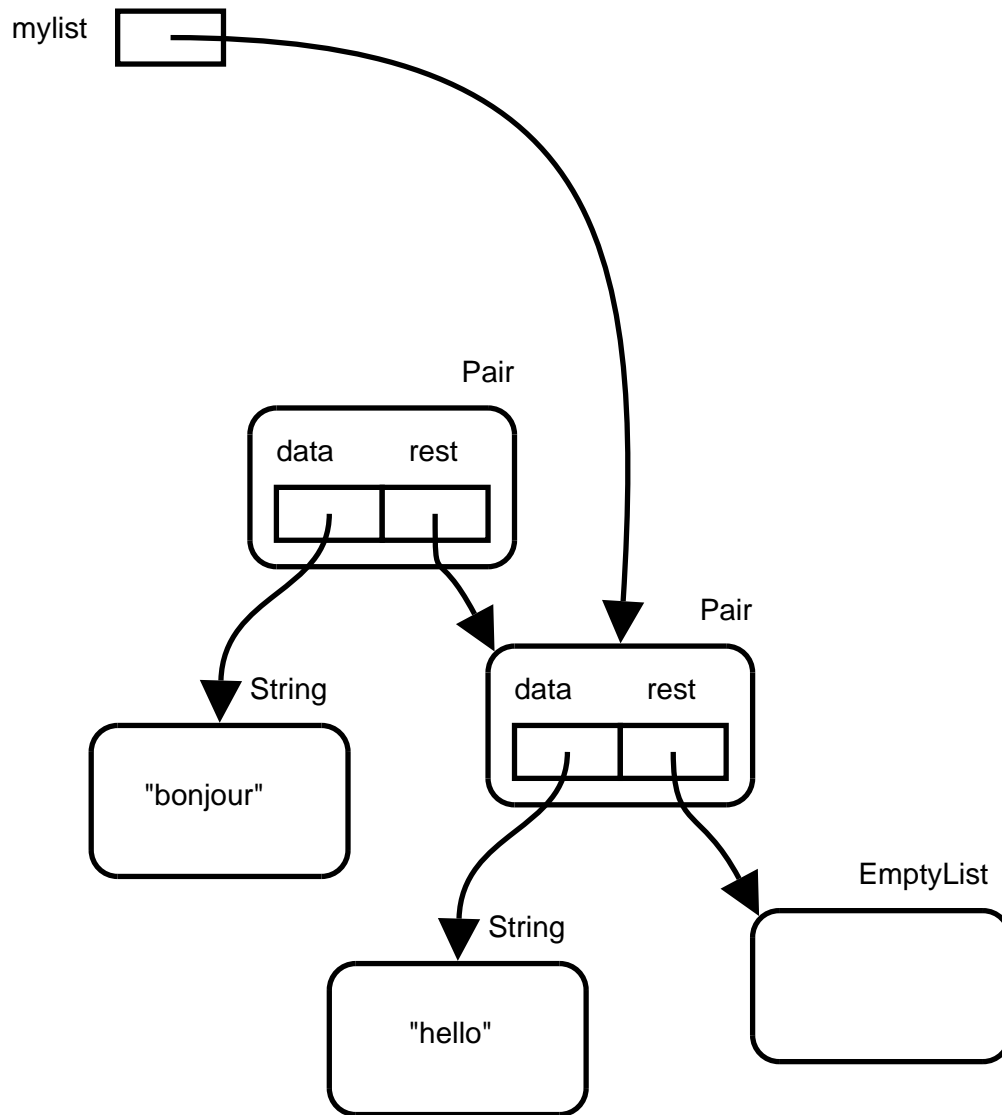 mylist
Pair
data rest
Pair
String
data rest
"bonjour"
EmptyList
String
"hello"